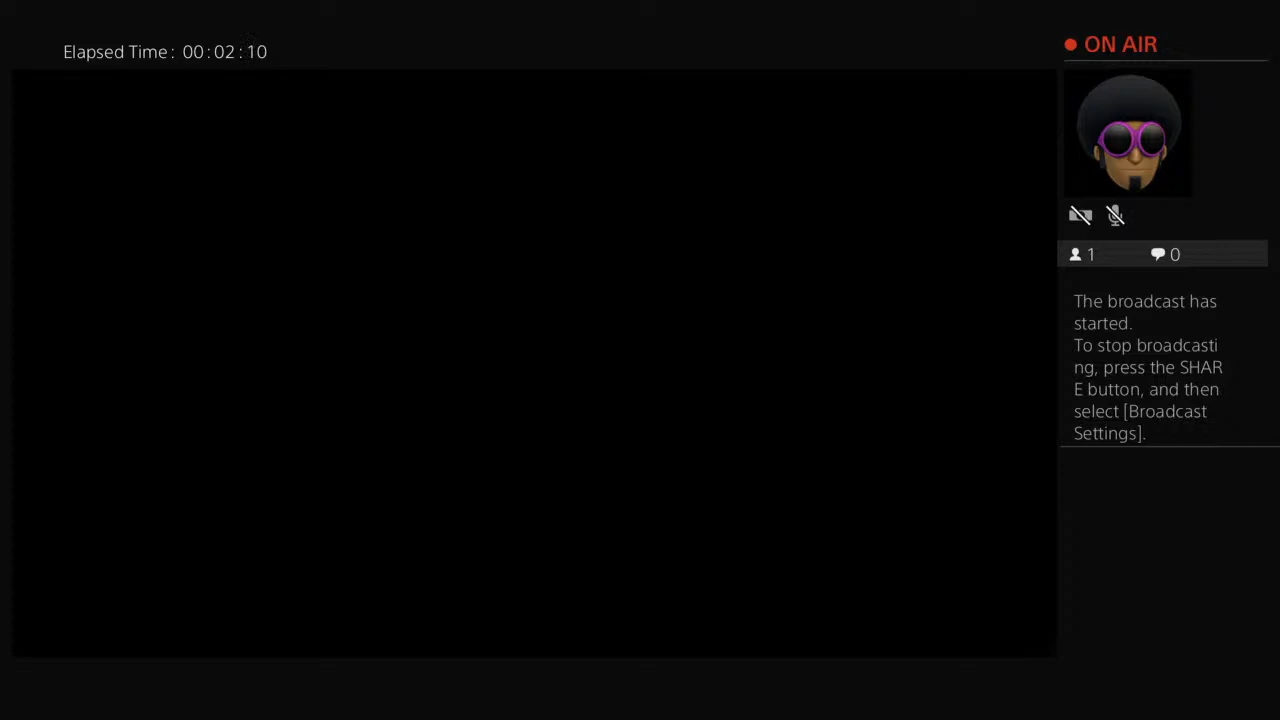 Elapsed Time: 00:02:10
ON AIR
1 0
The broadcast has
started.
To stop broadcasti
ng, press the SHAR
E button, and then
select [Broadcast
Settings].